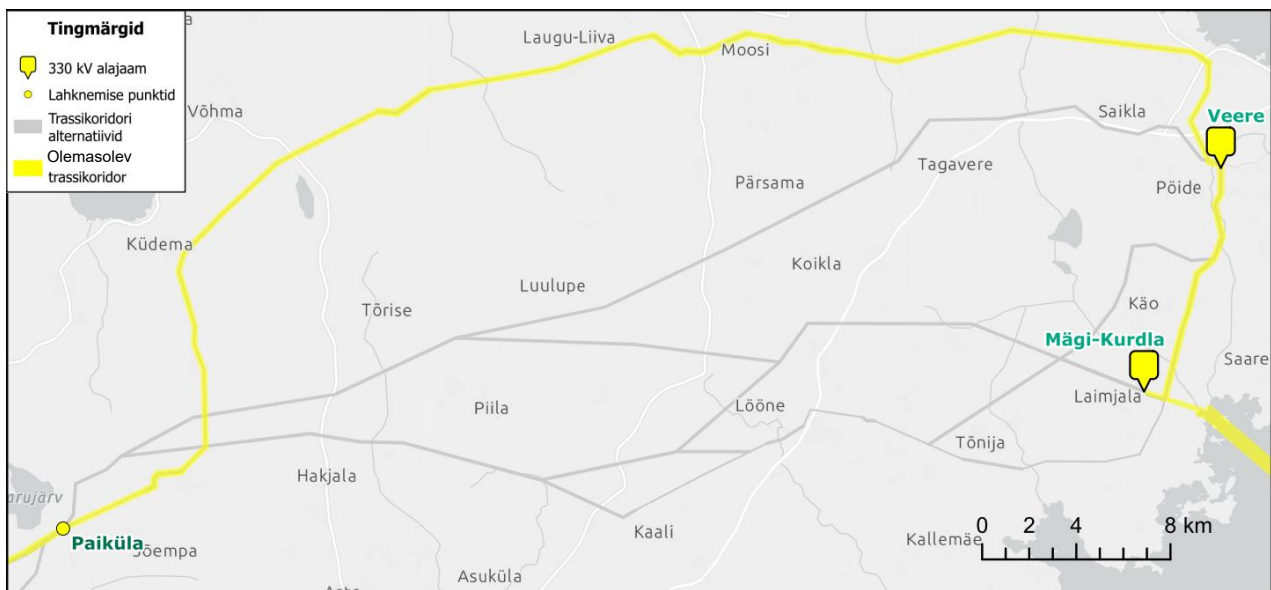 Tingmärgid
330 kV alajaam
Lahknemise punktid
Trassikoridori
alternatiivid
Olemasolev
trassikoridor
Laugu-Liiva
Moosi
Võhma
Saikla
Veere
Tagavere
Pärsama
Pöide
Küdema
Koikla
Luulupe
Tõrise
Käo
Mägi-Kurdla
Saare
Laimjala
Piila
Lööne
Tõnija
Hakjala
arujärv
Kaali
Paiküla
Sõempa
Kallemäe
Asuküla
0 2 4 8 km